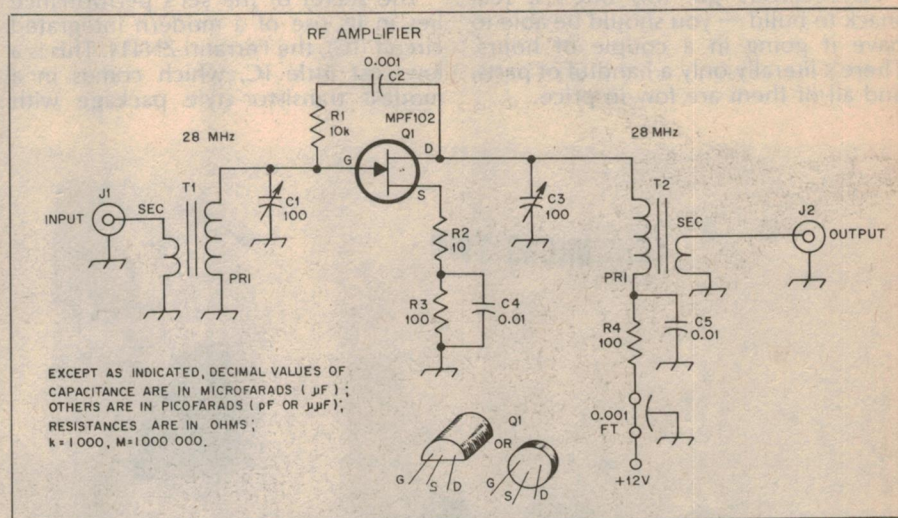 RF AMPLIFIER
0.001
C2
R1
10k
MPF102
Q1
28 MHz
28 MHz
G
D
S
J1
INPUT
SEC
T1
C1
100
PRI
C3
100
T2
SEC
J2
OUTPUT
PRI
R2
10
R3
100
C4
0.01
R4
100
C5
0.01
EXCEPT AS INDICATED, DECIMAL VALUES OF
CAPACITANCE ARE IN MICROFARADS ( µF ) ;
OTHERS ARE IN PICOFARADS ( pF OR µµF);
RESISTANCES ARE IN OHMS ;
k = 1 000 , M=1000 000.
0.001
FT
+12V
Q1
OR
G
S
D
G
S
D